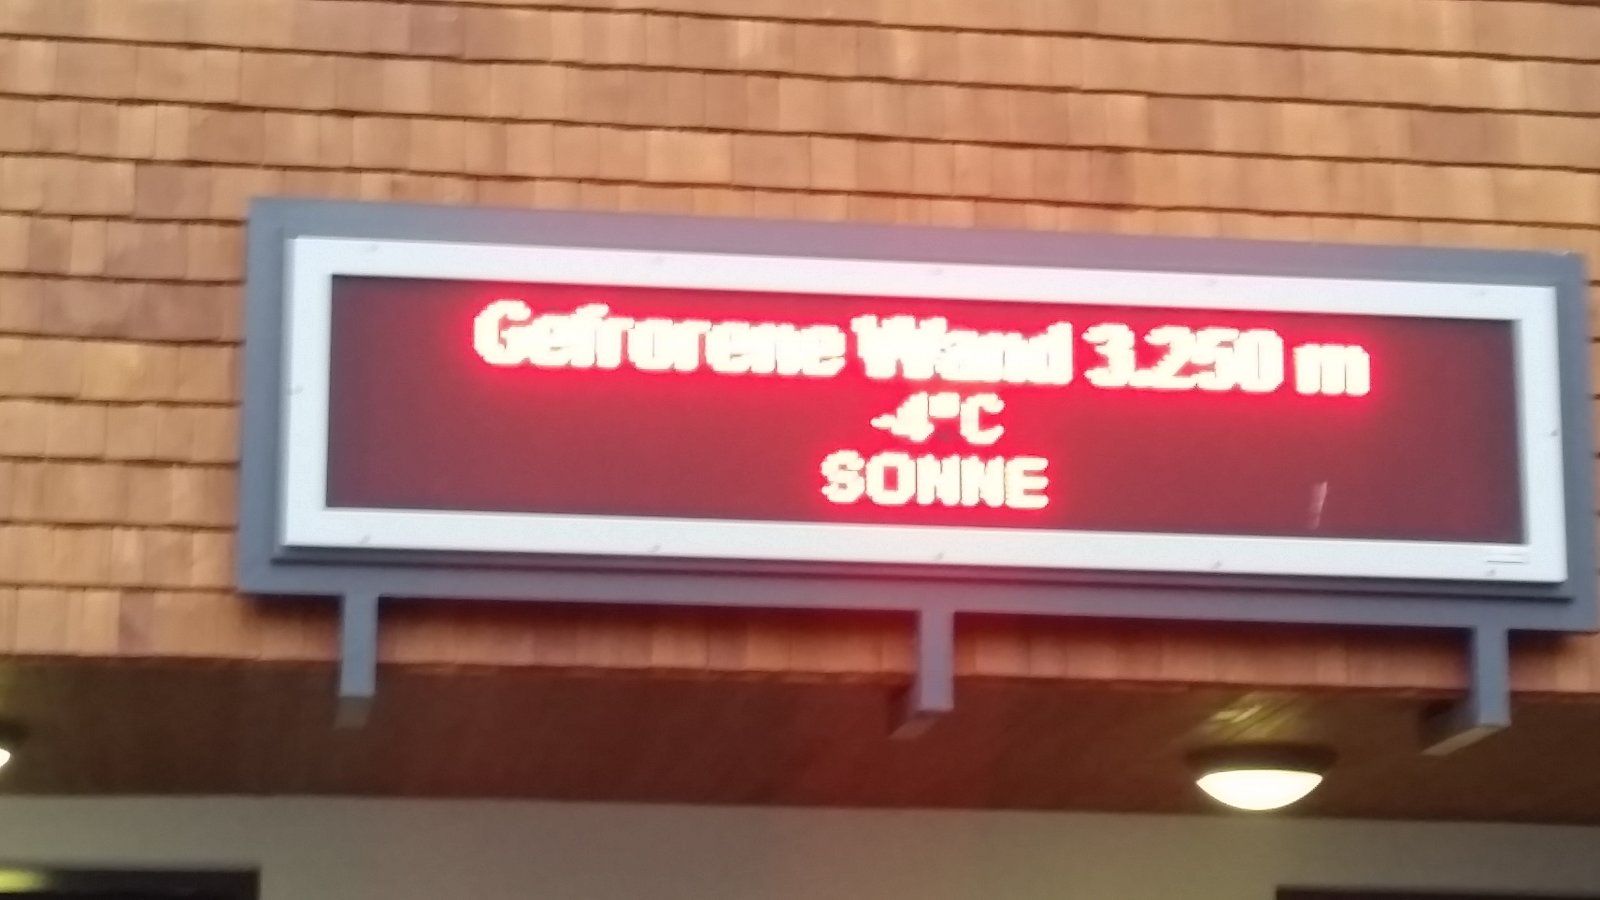 Gefrorene Wand 3.250 m
-4°C
SONNE